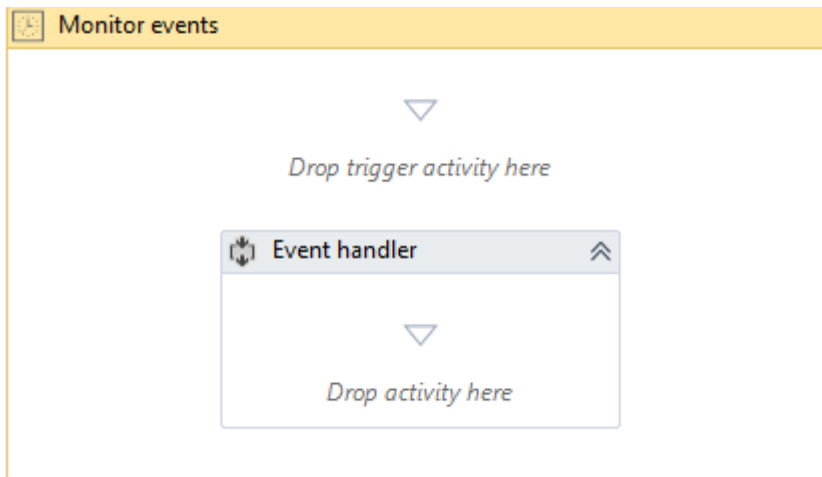 Monitor events
Drop trigger activity here
Event handler
Drop activity here